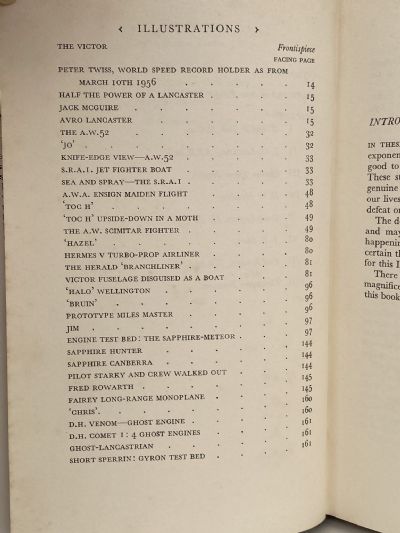 ‹ ILLUSTRATIONS ›
THE VICTOR Frontispiece
FACING PAGE
PETER TWISS, WORLD SPEED RECORD HOLDER AS FROM
MARCH 10TH 1956 . . . . . 14
HALF THE POWER OF A LANCASTER . . . . 15
JACK MCGUIRE . . . . . . 15
AVRO LANCASTER . . . . . . 15
THE A.W.52 . . . . . . 32
'JO' . . . . . . . 32
KNIFE-EDGE VIEW—A.W.52 . . . . . 33
S.R.A.1. JET FIGHTER BOAT . . . . 33
SEA AND SPRAY—THE S.R.A.1 . . . . 33
A.W.A. ENSIGN MAIDEN FLIGHT . . . . 48
'TOC H' . . . . . . 48
'TOC H' UPSIDE-DOWN IN A MOTH . . . . 49
THE A.W. SCIMITAR FIGHTER . . . . 49
'HAZEL' . . . . . . 80
HERMES V TURBO-PROP AIRLINER . . . . 80
THE HERALD 'BRANCHLINER' . . . . 81
VICTOR FUSELAGE DISGUISED AS A BOAT . . . 81
'HALO' WELLINGTON . . . . . 96
'BRUIN' . . . . . . 96
PROTOTYPE MILES MASTER . . . . . 96
JIM . . . . . . . 97
ENGINE TEST BED: THE SAPPHIRE-METEOR . . . 97
SAPPHIRE HUNTER . . . . . 144
SAPPHIRE CANBERRA . . . . . 144
PILOT STARKY AND CREW WALKED OUT . . . 144
FRED ROWARTH . . . . . . 145
FAIREY LONG-RANGE MONOPLANE . . . . 145
'CHRIS' . . . . . . 160
D.H. VENOM—GHOST ENGINE . . . . . 160
D.H. COMET 1: 4 GHOST ENGINES . . . . 161
GHOST-LANCASTRIAN . . . . . 161
SHORT SPERRIN: GYRON TEST BED . . . . 161
INTRO
IN THESE
exponen
good to
These s
genuine
our lives
defeat o
The d
and may
happenin
certain th
for this I
There
magnific
this book